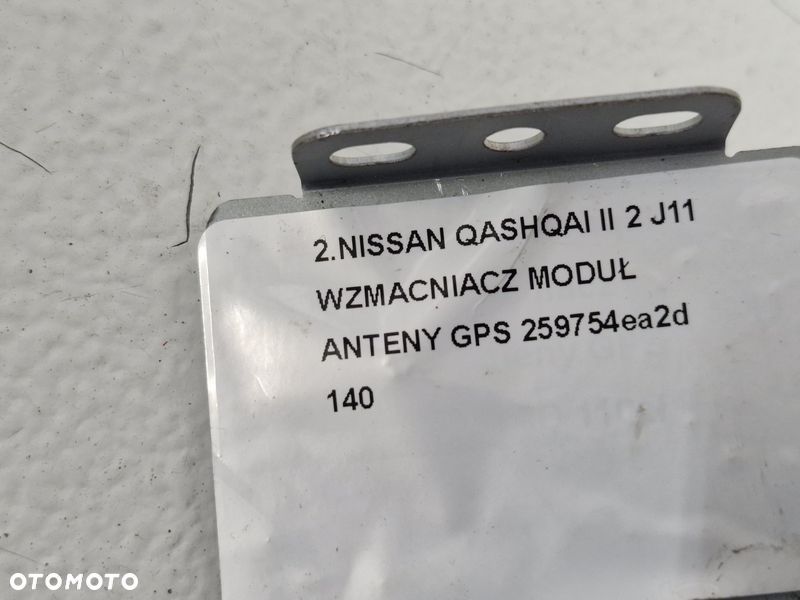 2.NISSAN QASHQAI II 2 J11
WZMACNIACZ MODUŁ
ANTENY GPS 259754ea2d
140
OTOMOTO